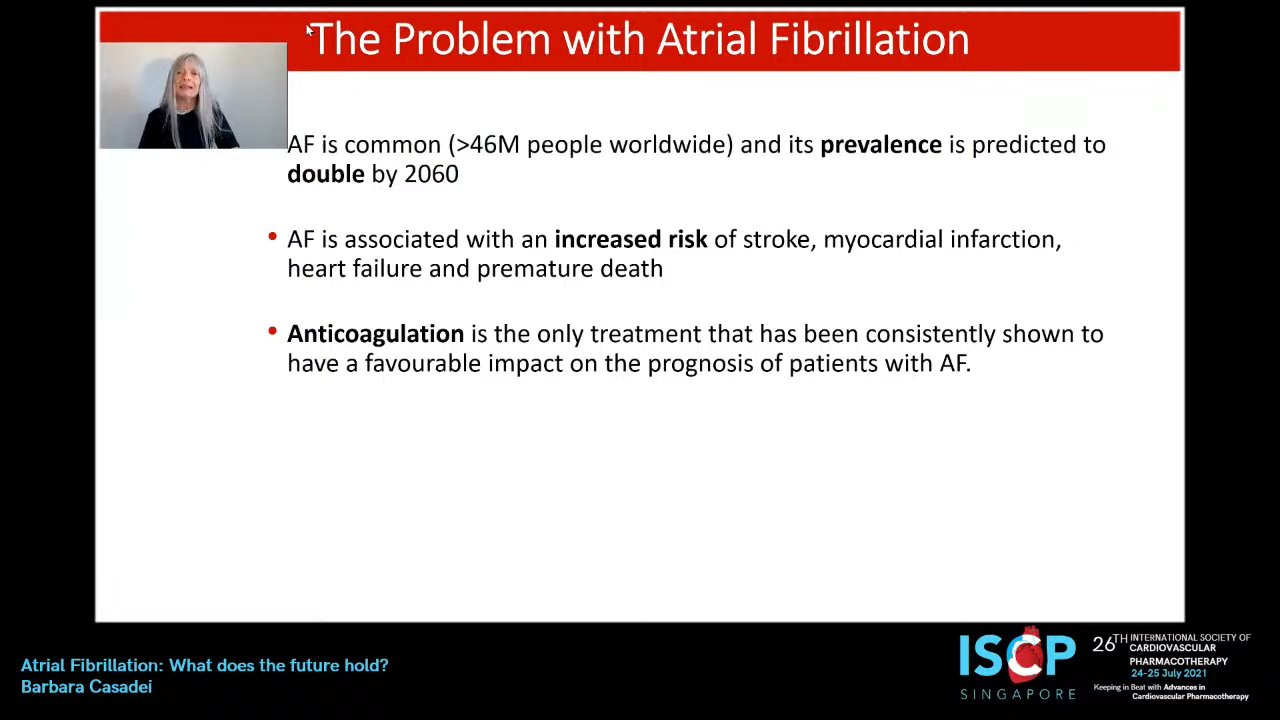 The Problem with Atrial Fibrillation
AF is common (>46M people worldwide) and its prevalence is predicted to
double by 2060
• AF is associated with an increased risk of stroke, myocardial infarction,
heart failure and premature death
• Anticoagulation is the only treatment that has been consistently shown to
have a favourable impact on the prognosis of patients with AF.
Atrial Fibrillation: What does the future hold?
Barbara Casadei
ISCP
SINGAPORE
26TH INTERNATIONAL SOCIETY OF
CARDIOVASCULAR
PHARMACOTHERAPY
24-25 July 2021
Keeping in Beat with Advances in
Cardiovascular Pharmacotherapy